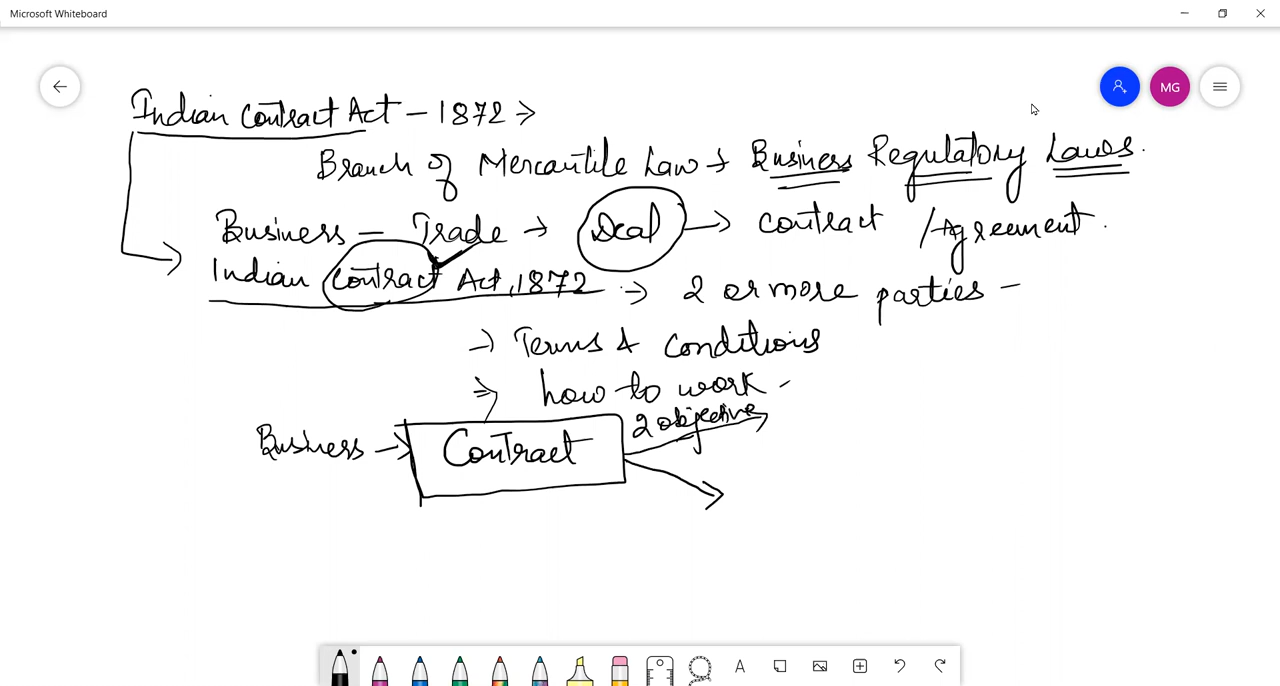 Microsoft Whiteboard
MG
Indian Contract Act - 1872 →
Branch of Mercantile Law → Business Regulatory Laws.
Business - Trade → Deal → Contract / Agreement.
Indian Contract Act, 1872 → 2 or more parties -
→ Terms & Conditions
⇒ how to work -
2 objective
Business → Contract
A